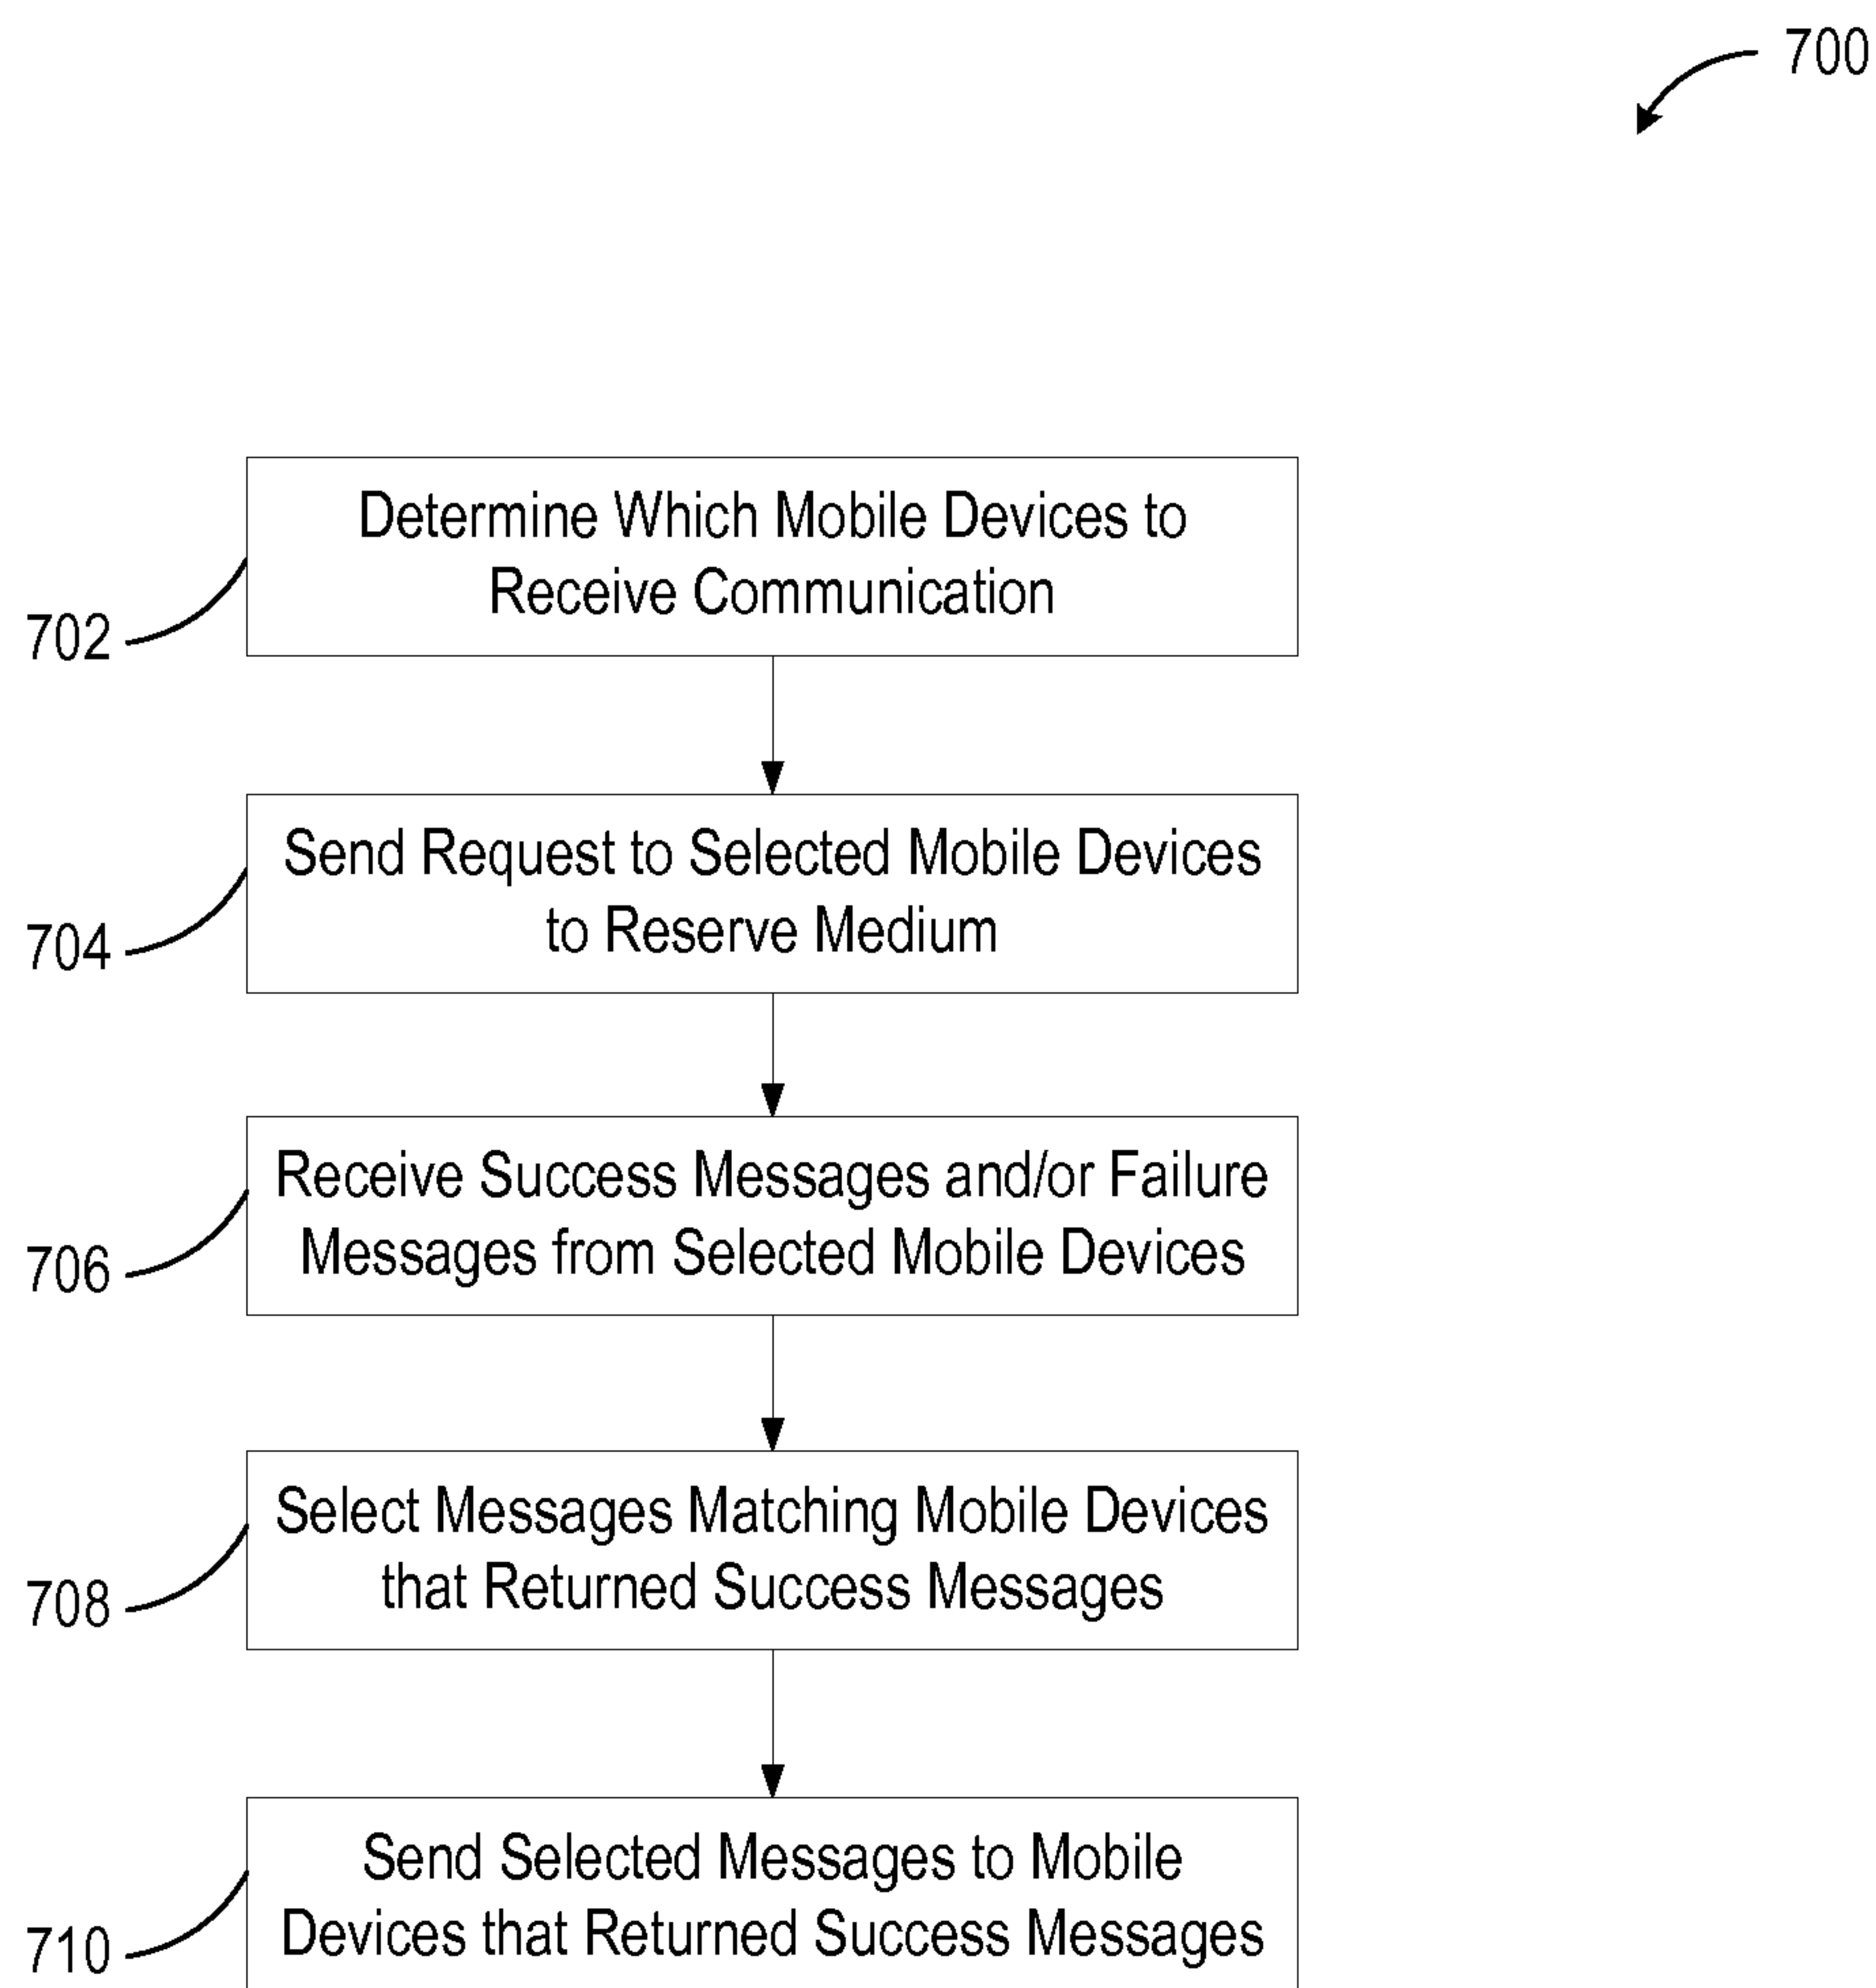 700
Determine Which Mobile Devices to
Receive Communication
702
Send Request to Selected Mobile Devices
to Reserve Medium
704
Receive Success Messages and/or Failure
Messages from Selected Mobile Devices
706
Select Messages Matching Mobile Devices
that Returned Success Messages
708
Send Selected Messages to Mobile
Devices that Returned Success Messages
710